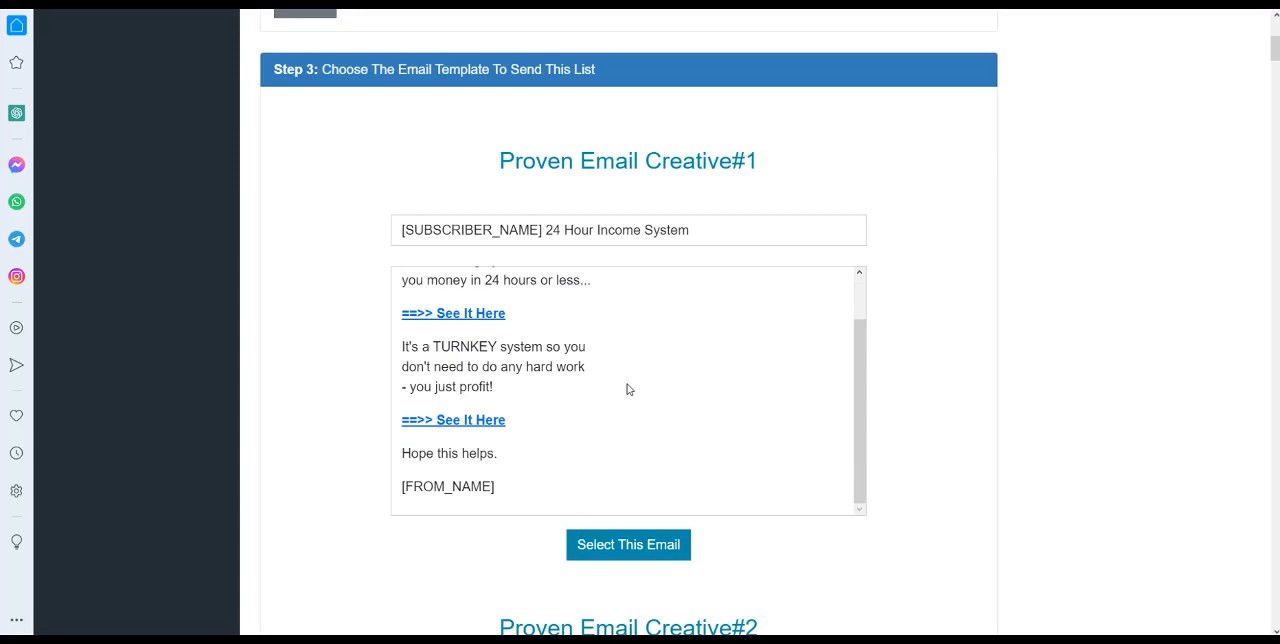 Step 3: Choose The Email Template To Send This List
Proven Email Creative#1
[SUBSCRIBER_NAME] 24 Hour Income System
you money in 24 hours or less...
==>> See It Here
It's a TURNKEY system so you
don't need to do any hard work
- you just profit!
==>> See It Here
Hope this helps.
[FROM_NAME]
Select This Email
Proven Email Creative#2